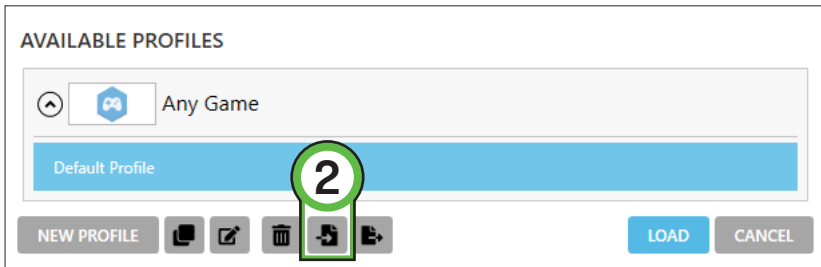 AVAILABLE PROFILES
Any Game
Default Profile
2
NEW PROFILE
LOAD
CANCEL